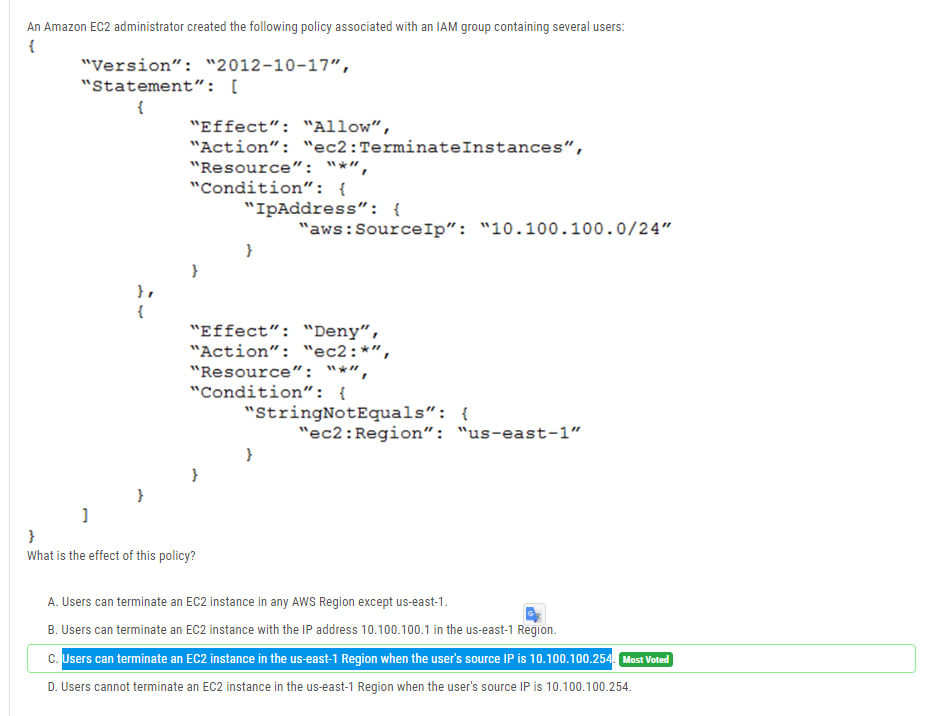 An Amazon EC2 administrator created the following policy associated with an IAM group containing several users:
{
“Version”: “2012-10-17”,
“Statement”: [
{
“Effect”: “Allow”,
“Action”: “ec2:TerminateInstances”,
“Resource”: “*”,
“Condition”: {
“IpAddress”: {
“aws:SourceIp”: “10.100.100.0/24”
}
}
},
{
“Effect”: “Deny”,
“Action”: “ec2:*”,
“Resource”: “*”,
“Condition”: {
“StringNotEquals”: {
“ec2:Region”: “us-east-1”
}
}
}
]
}
What is the effect of this policy?
A. Users can terminate an EC2 instance in any AWS Region except us-east-1.
B. Users can terminate an EC2 instance with the IP address 10.100.100.1 in the us-east-1 Region.
C. Users can terminate an EC2 instance in the us-east-1 Region when the user's source IP is 10.100.100.254. Most Voted
D. Users cannot terminate an EC2 instance in the us-east-1 Region when the user's source IP is 10.100.100.254.